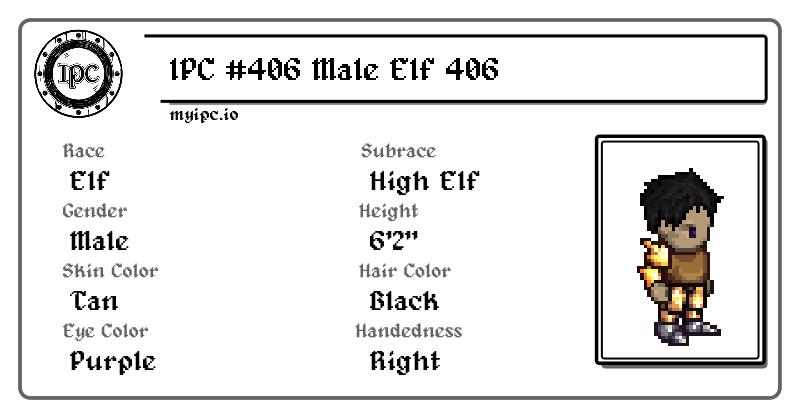 IPC
IPC #406 Male Elf 406
myipc.io
Race
Elf
Subrace
High Elf
Gender
Male
Height
6'2"
Skin Color
Tan
Hair Color
Black
Eye Color
Purple
Handedness
Right